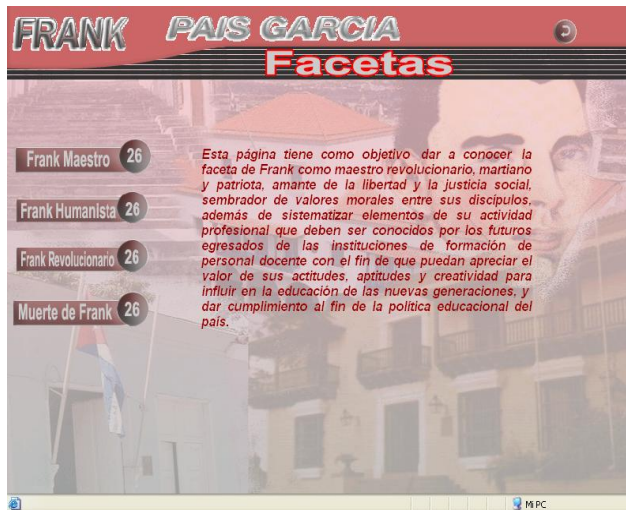 FRANK PAIS GARCIA
Facetas
Frank Maestro 26
Frank Humanista 26
Frank Revolucionario 26
Muerte de Frank 26
Esta página tiene como objetivo dar a conocer la
faceta de Frank como maestro revolucionario, martiano
y patriota, amante de la libertad y la justicia social,
sembrador de valores morales entre sus discípulos,
además de sistematizar elementos de su actividad
profesional que deben ser conocidos por los futuros
egresados de las instituciones de formación de
personal docente con el fin de que puedan apreciar el
valor de sus actitudes, aptitudes y creatividad para
influir en la educación de las nuevas generaciones, y
dar cumplimiento al fin de la política educacional del
país.
Mi PC